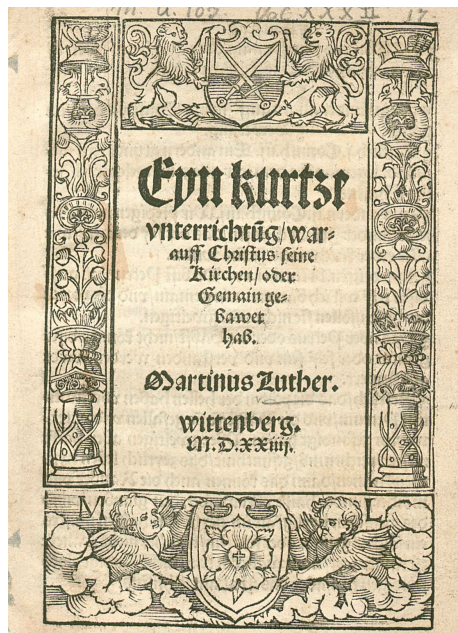 Eyn kurtze
vnterrichtũg/war-
auff Christus seine
Kirchen/oder
Gemain ge-
bawet
hab.
Martinus Luther.
wittenberg.
M.D.XXiiij.
M L